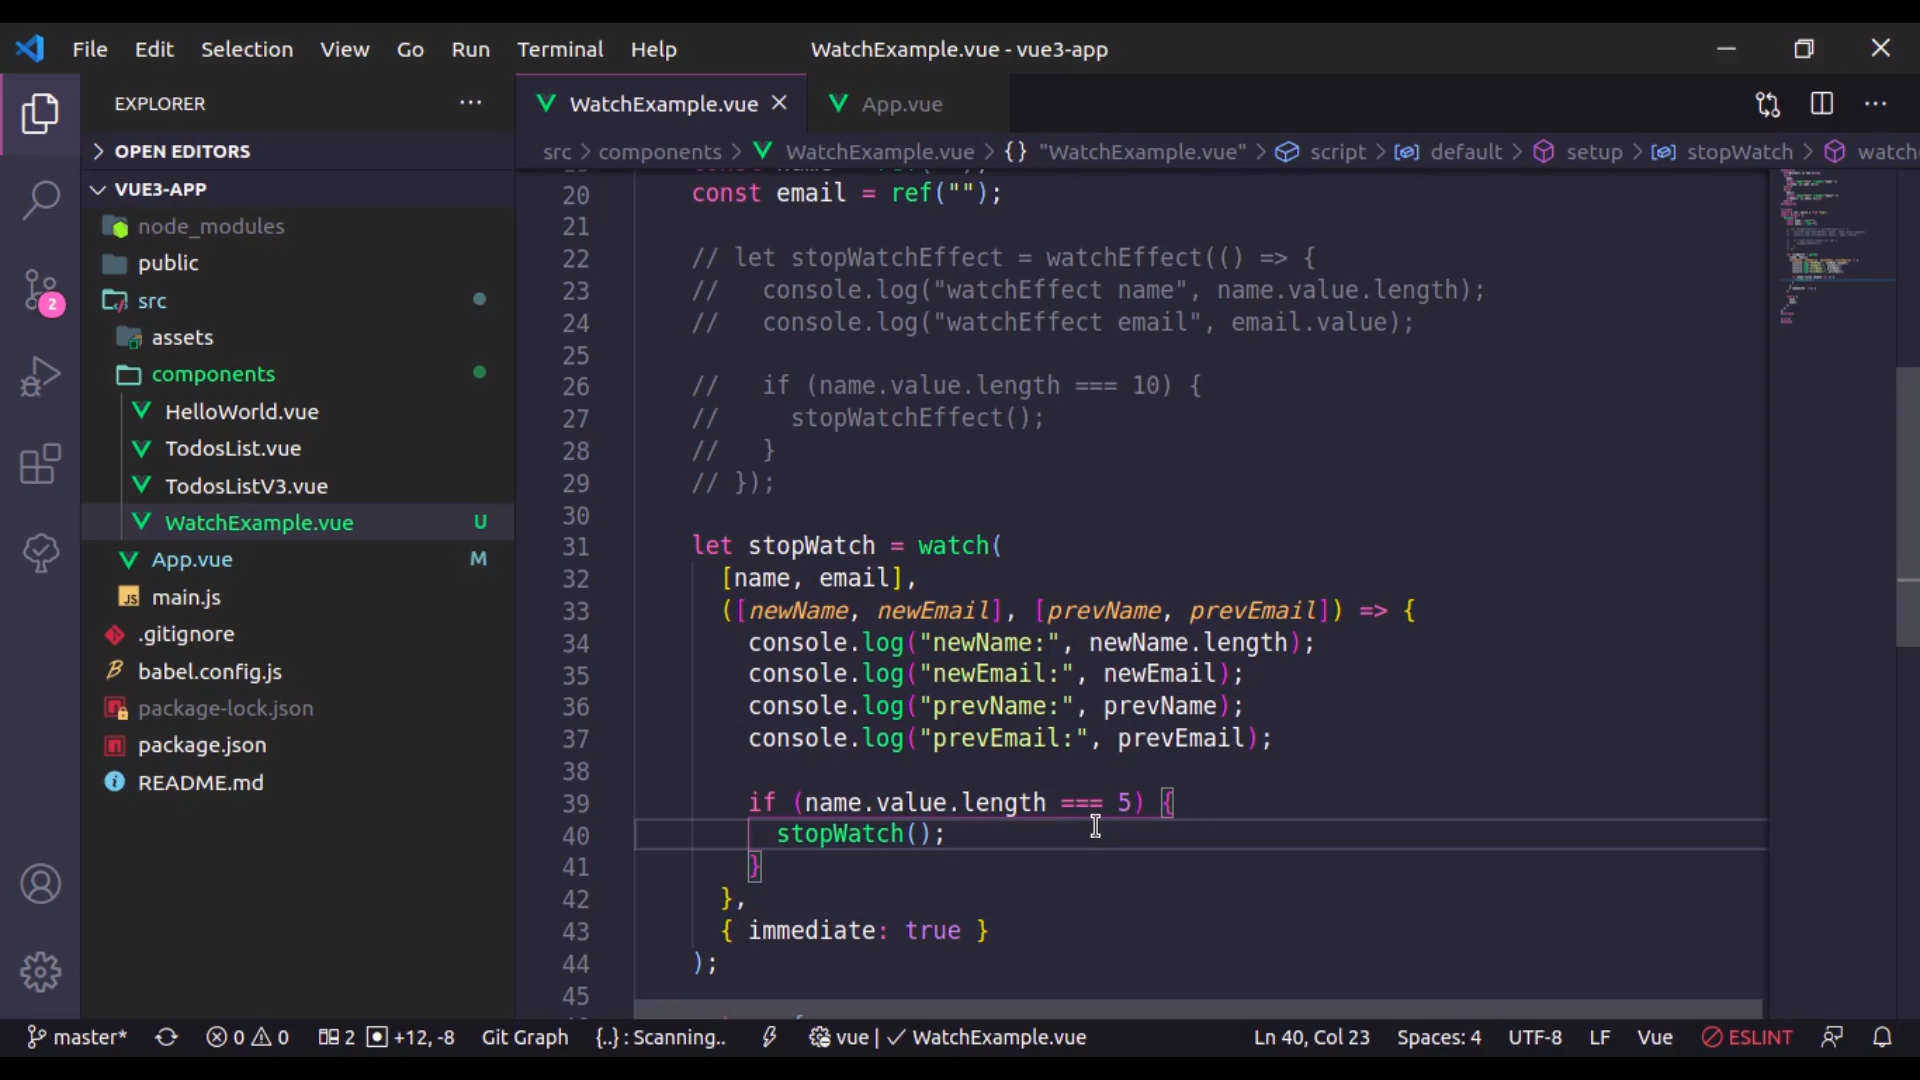 File Edit Selection View Go Run Terminal Help
WatchExample.vue - vue3-app
EXPLORER
OPEN EDITORS
VUE3-APP
node_modules
public
src
assets
components
HelloWorld.vue
TodosList.vue
TodosListV3.vue
WatchExample.vue U
App.vue M
main.js
.gitignore
babel.config.js
package-lock.json
package.json
README.md
2
WatchExample.vue
App.vue
src > components > WatchExample.vue > {} "WatchExample.vue" > script > default > setup > stopWatch > watch
20 const email = ref("");
21
22 // let stopWatchEffect = watchEffect(() => {
23 //   console.log("watchEffect name", name.value.length);
24 //   console.log("watchEffect email", email.value);
25
26 //   if (name.value.length === 10) {
27 //     stopWatchEffect();
28 //   }
29 // });
30
31 let stopWatch = watch(
32   [name, email],
33   ([newName, newEmail], [prevName, prevEmail]) => {
34     console.log("newName:", newName.length);
35     console.log("newEmail:", newEmail);
36     console.log("prevName:", prevName);
37     console.log("prevEmail:", prevEmail);
38
39     if (name.value.length === 5) {
40       stopWatch();
41     }
42   },
43   { immediate: true }
44 );
45
master* 0 0 2 +12, -8 Git Graph {..} : Scanning.. vue | ✓ WatchExample.vue Ln 40, Col 23 Spaces: 4 UTF-8 LF Vue ESLINT